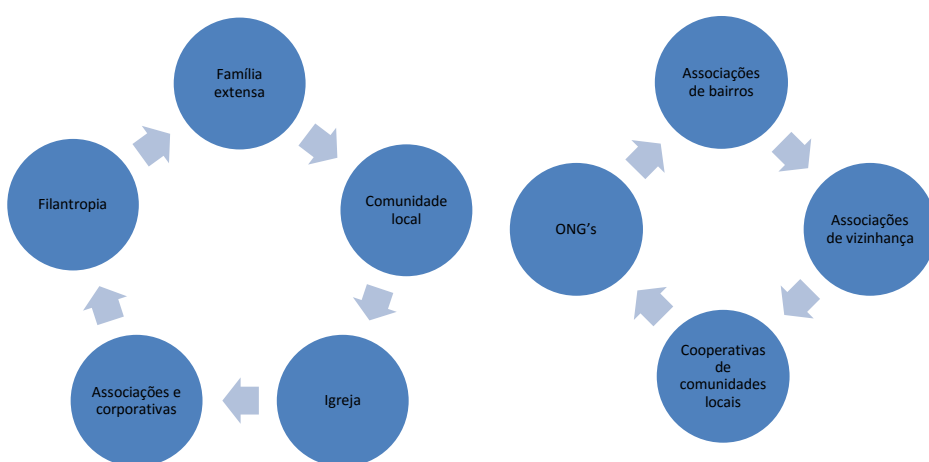 Família
extensa
Comunidade
local
Igreja
Associações e
corporativas
Filantropia
Associações
de bairros
Associações
de vizinhança
Cooperativas
de
comunidades
locais
ONG's